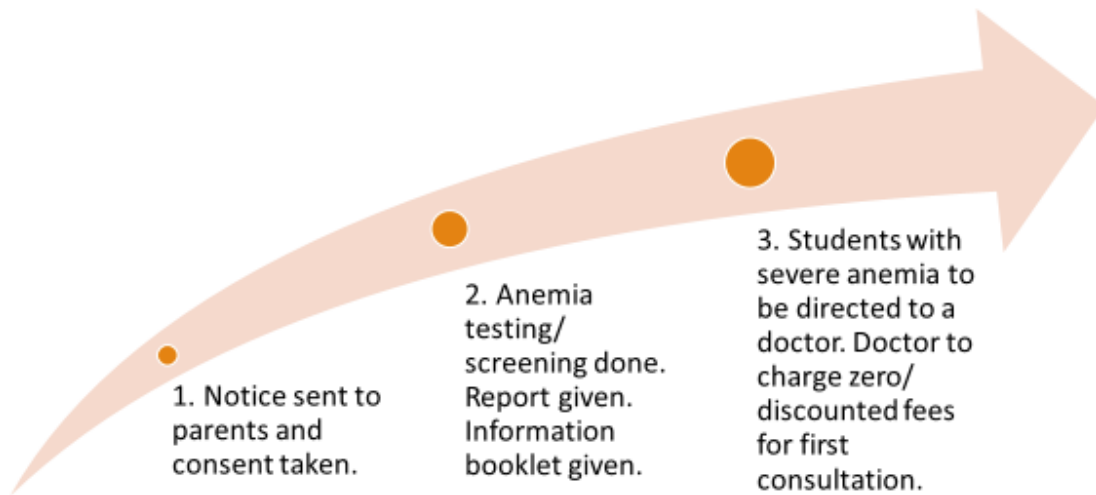 1. Notice sent to
parents and
consent taken.
2. Anemia
testing/
screening done.
Report given.
Information
booklet given.
3. Students with
severe anemia to
be directed to a
doctor. Doctor to
charge zero/
discounted fees
for first
consultation.